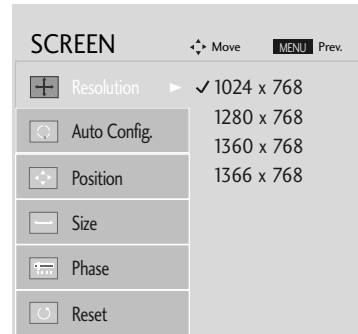 SCREEN Move MENU Prev.
Resolution 1024 x 768
1280 x 768
Auto Config. 1360 x 768
Position 1366 x 768
Size
Phase
Reset